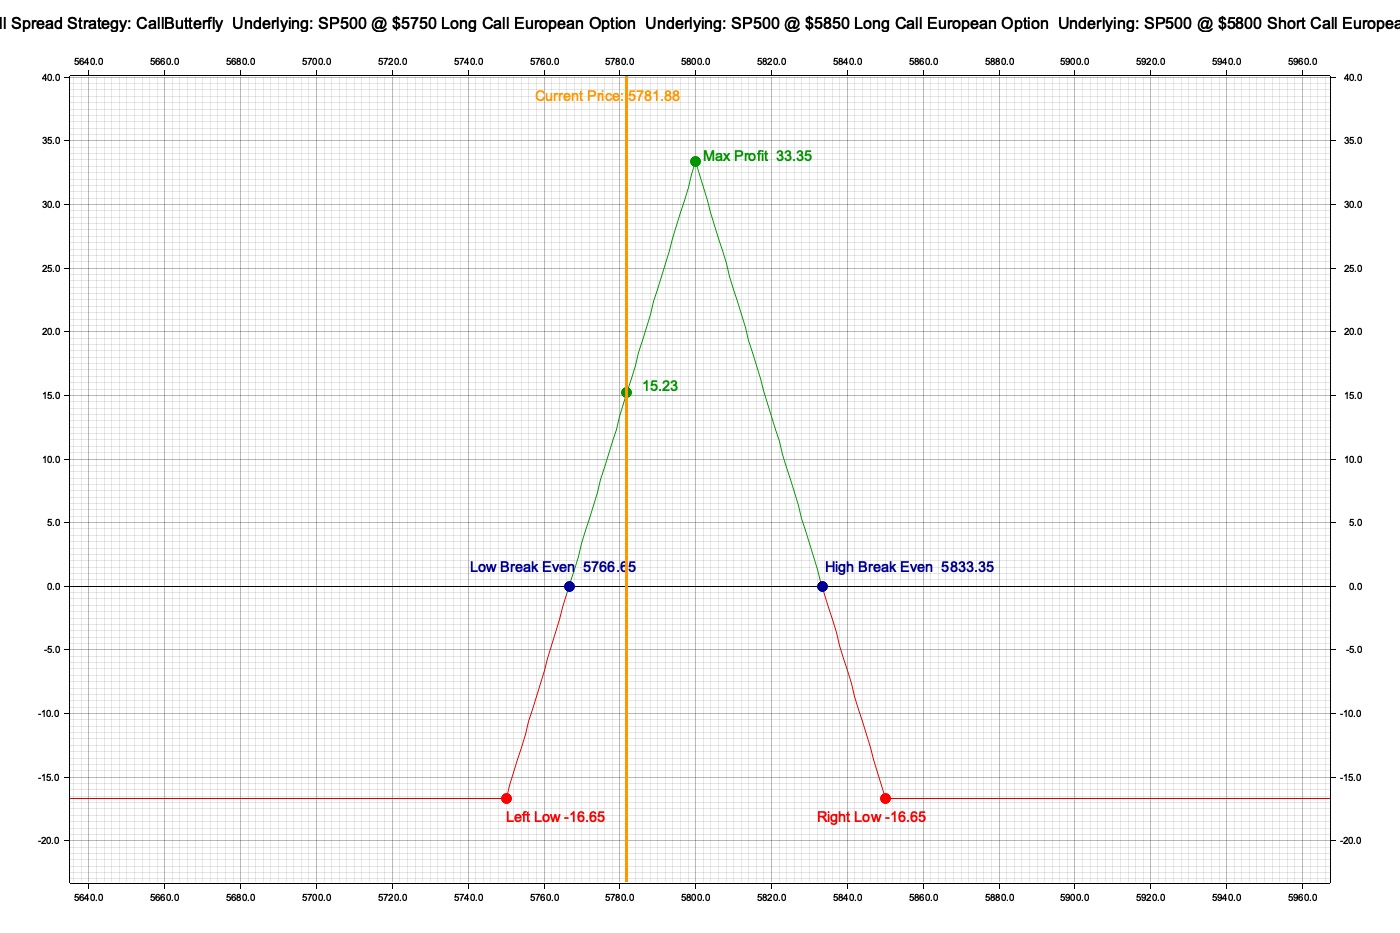 ll Spread Strategy: CallButterfly  Underlying: SP500 @ $5750 Long Call European Option  Underlying: SP500 @ $5850 Long Call European Option  Underlying: SP500 @ $5800 Short Call Europea
5640.0 5660.0 5680.0 5700.0 5720.0 5740.0 5760.0 5780.0 5800.0 5820.0 5840.0 5860.0 5880.0 5900.0 5920.0 5940.0 5960.0
40.0 40.0
Current Price: 5781.88
35.0 35.0
Max Profit  33.35
30.0 30.0
25.0 25.0
20.0 20.0
15.23
15.0 15.0
10.0 10.0
5.0 5.0
Low Break Even  5766.65 High Break Even  5833.35
0.0 0.0
-5.0 -5.0
-10.0 -10.0
-15.0 -15.0
Left Low -16.65 Right Low -16.65
-20.0 -20.0
5640.0 5660.0 5680.0 5700.0 5720.0 5740.0 5760.0 5780.0 5800.0 5820.0 5840.0 5860.0 5880.0 5900.0 5920.0 5940.0 5960.0